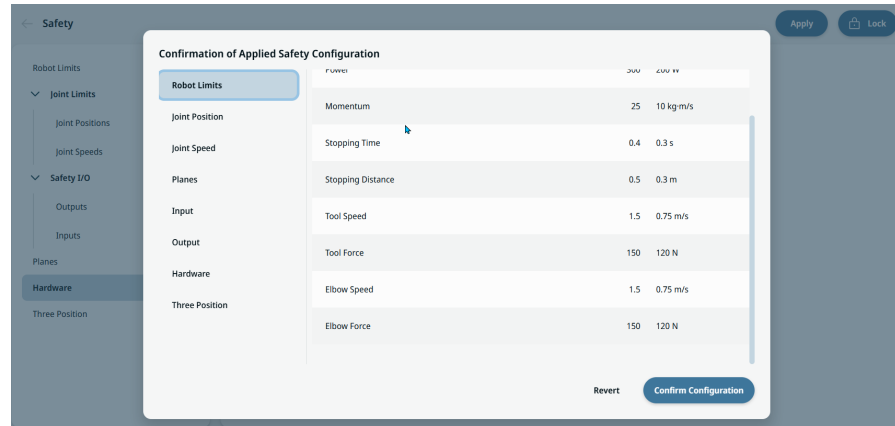 Safety
Apply
Lock
Robot Limits
Joint Limits
Joint Positions
Joint Speeds
Safety I/O
Outputs
Inputs
Planes
Hardware
Three Position
Confirmation of Applied Safety Configuration
Robot Limits
Joint Position
Joint Speed
Planes
Input
Output
Hardware
Three Position
Power 300 200 W
Momentum 25 10 kg·m/s
Stopping Time 0.4 0.3 s
Stopping Distance 0.5 0.3 m
Tool Speed 1.5 0.75 m/s
Tool Force 150 120 N
Elbow Speed 1.5 0.75 m/s
Elbow Force 150 120 N
Revert
Confirm Configuration